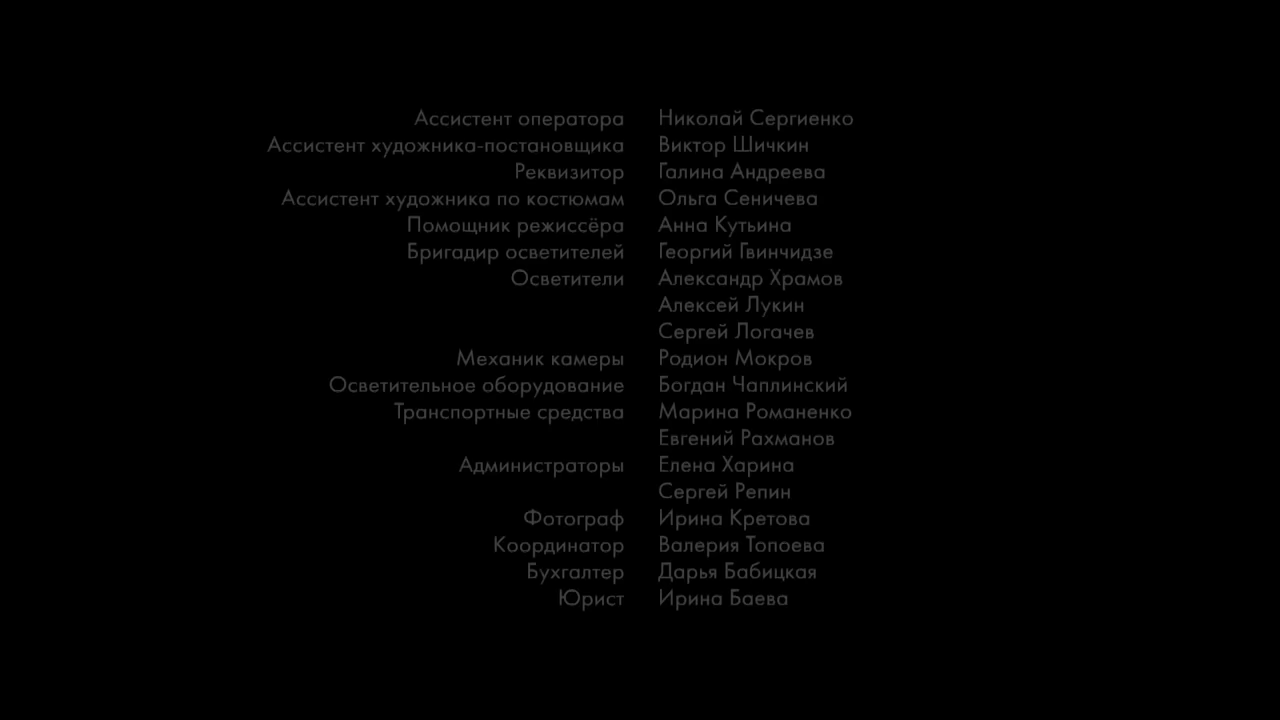 Ассистент оператора Николай Сергиенко
Ассистент художника-постановщика Виктор Шичкин
Реквизитор Галина Андреева
Ассистент художника по костюмам Ольга Сеничева
Помощник режиссёра Анна Кутьина
Бригадир осветителей Георгий Гвинчидзе
Осветители Александр Храмов
Алексей Лукин
Сергей Логачев
Механик камеры Родион Мокров
Осветительное оборудование Богдан Чаплинский
Транспортные средства Марина Романенко
Евгений Рахманов
Администраторы Елена Харина
Сергей Репин
Фотограф Ирина Кретова
Координатор Валерия Топоева
Бухгалтер Дарья Бабицкая
Юрист Ирина Баева